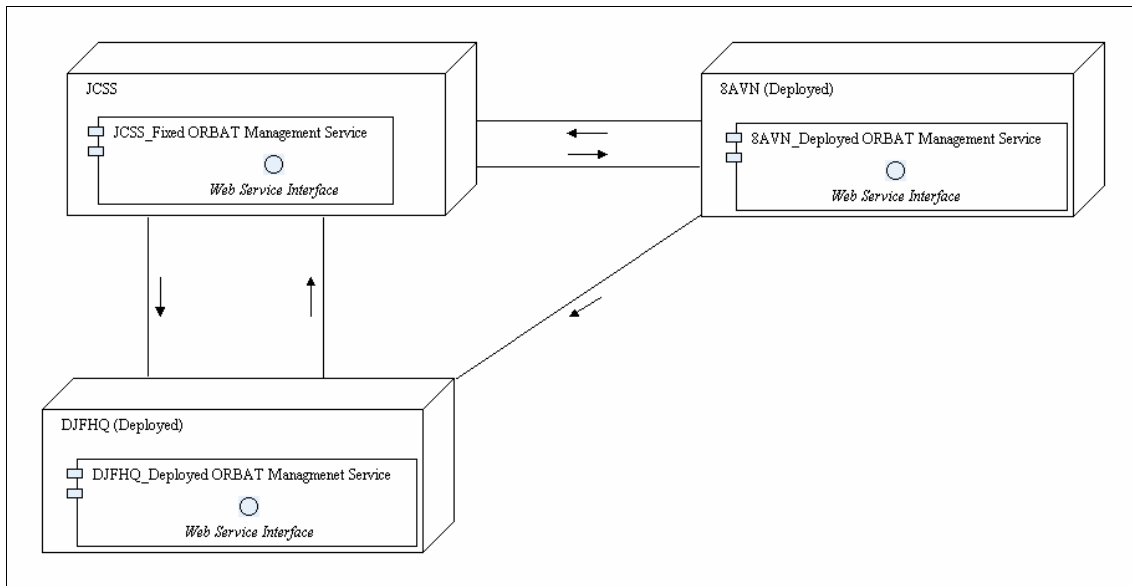 JCSS
JCSS_Fixed ORBAT Management Service
Web Service Interface
8AVN (Deployed)
8AVN_Deployed ORBAT Management Service
Web Service Interface
DJFHQ (Deployed)
DJFHQ_Deployed ORBAT Managmenet Service
Web Service Interface